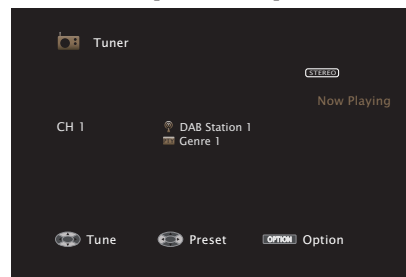 Tuner
STEREO
Now Playing
CH 1
DAB Station 1
Genre 1
Tune
Preset
OPTION Option